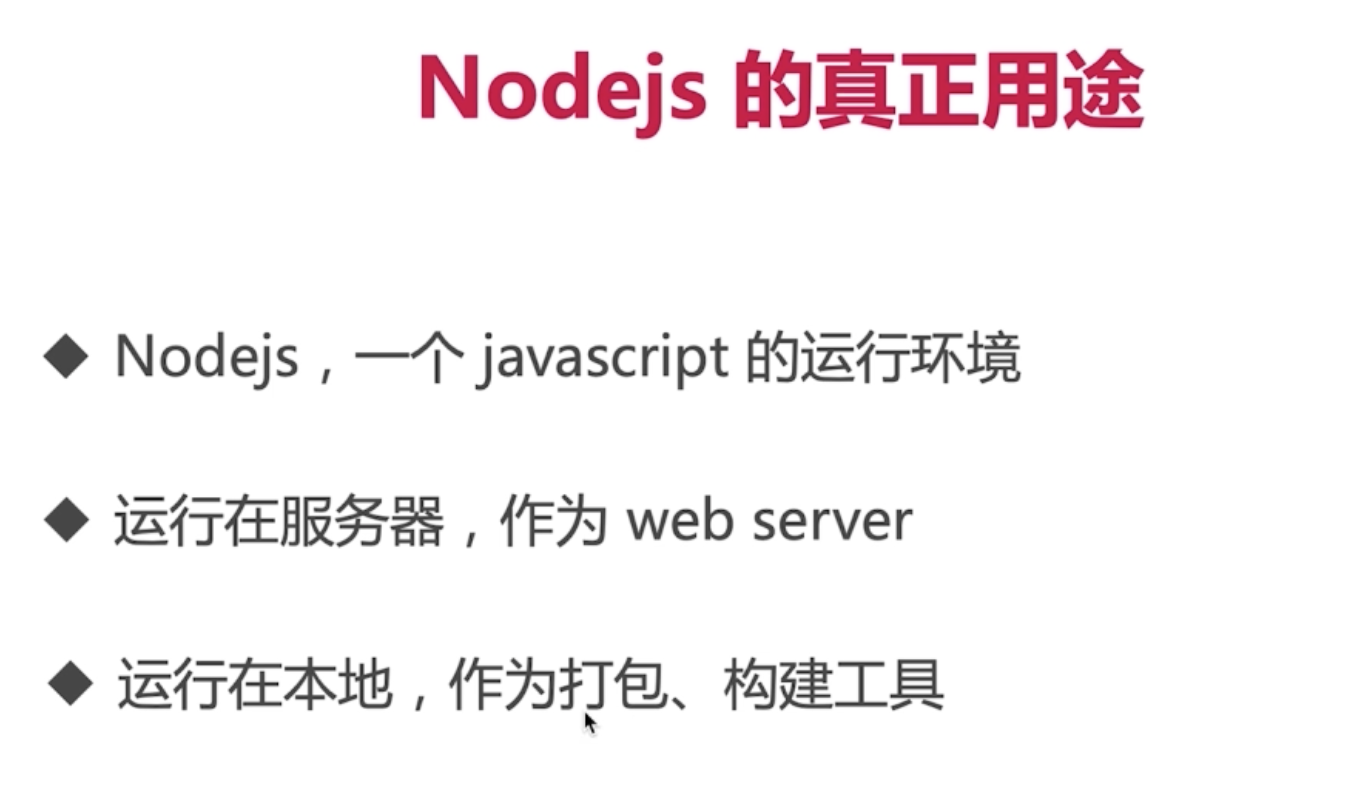 Nodejs 的真正用途
◆ Nodejs，一个 javascript 的运行环境
◆ 运行在服务器，作为 web server
◆ 运行在本地，作为打包、构建工具